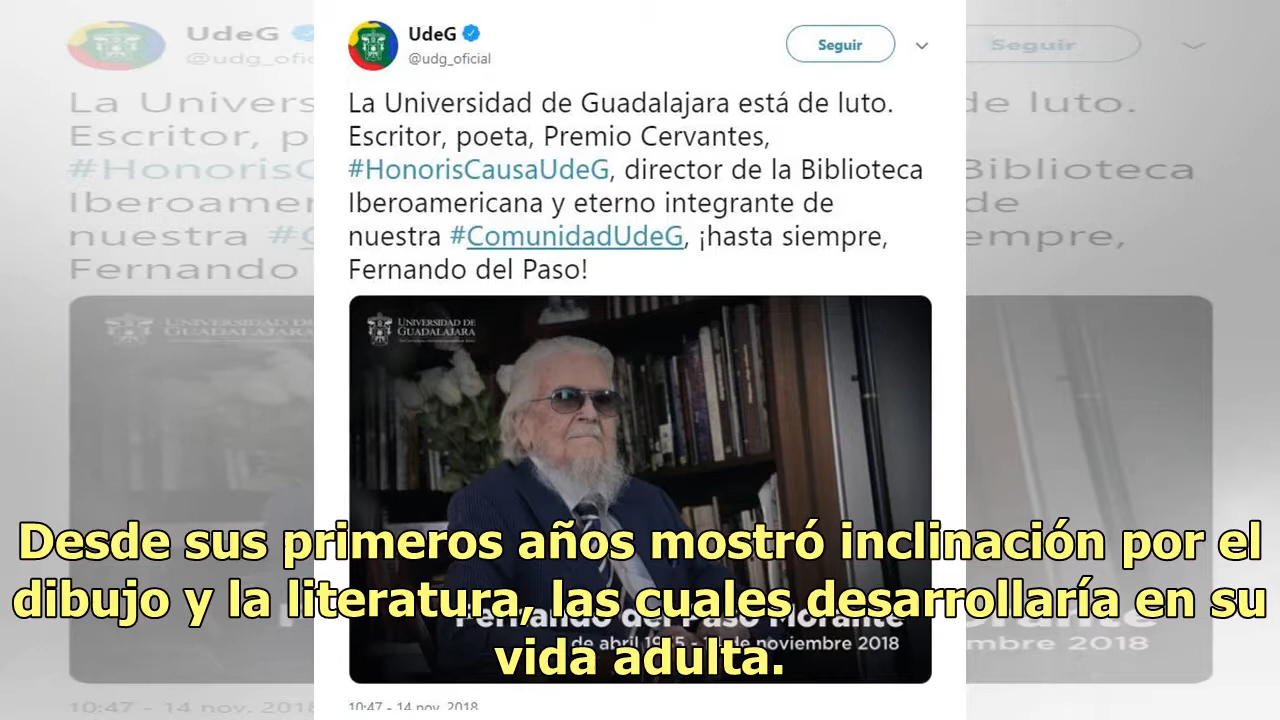 UdeG
@udg_oficial
Seguir
La Universidad de Guadalajara está de luto.
Escritor, poeta, Premio Cervantes,
#HonorisCausaUdeG, director de la Biblioteca
Iberoamericana y eterno integrante de
nuestra #ComunidadUdeG, ¡hasta siempre,
Fernando del Paso!
UNIVERSIDAD DE
GUADALAJARA
Desde sus primeros años mostró inclinación por el
dibujo y la literatura, las cuales desarrollaría en su
vida adulta.
Fernando del Paso Morante
de abril noviembre 2018
10:47 - 14 nov. 2018